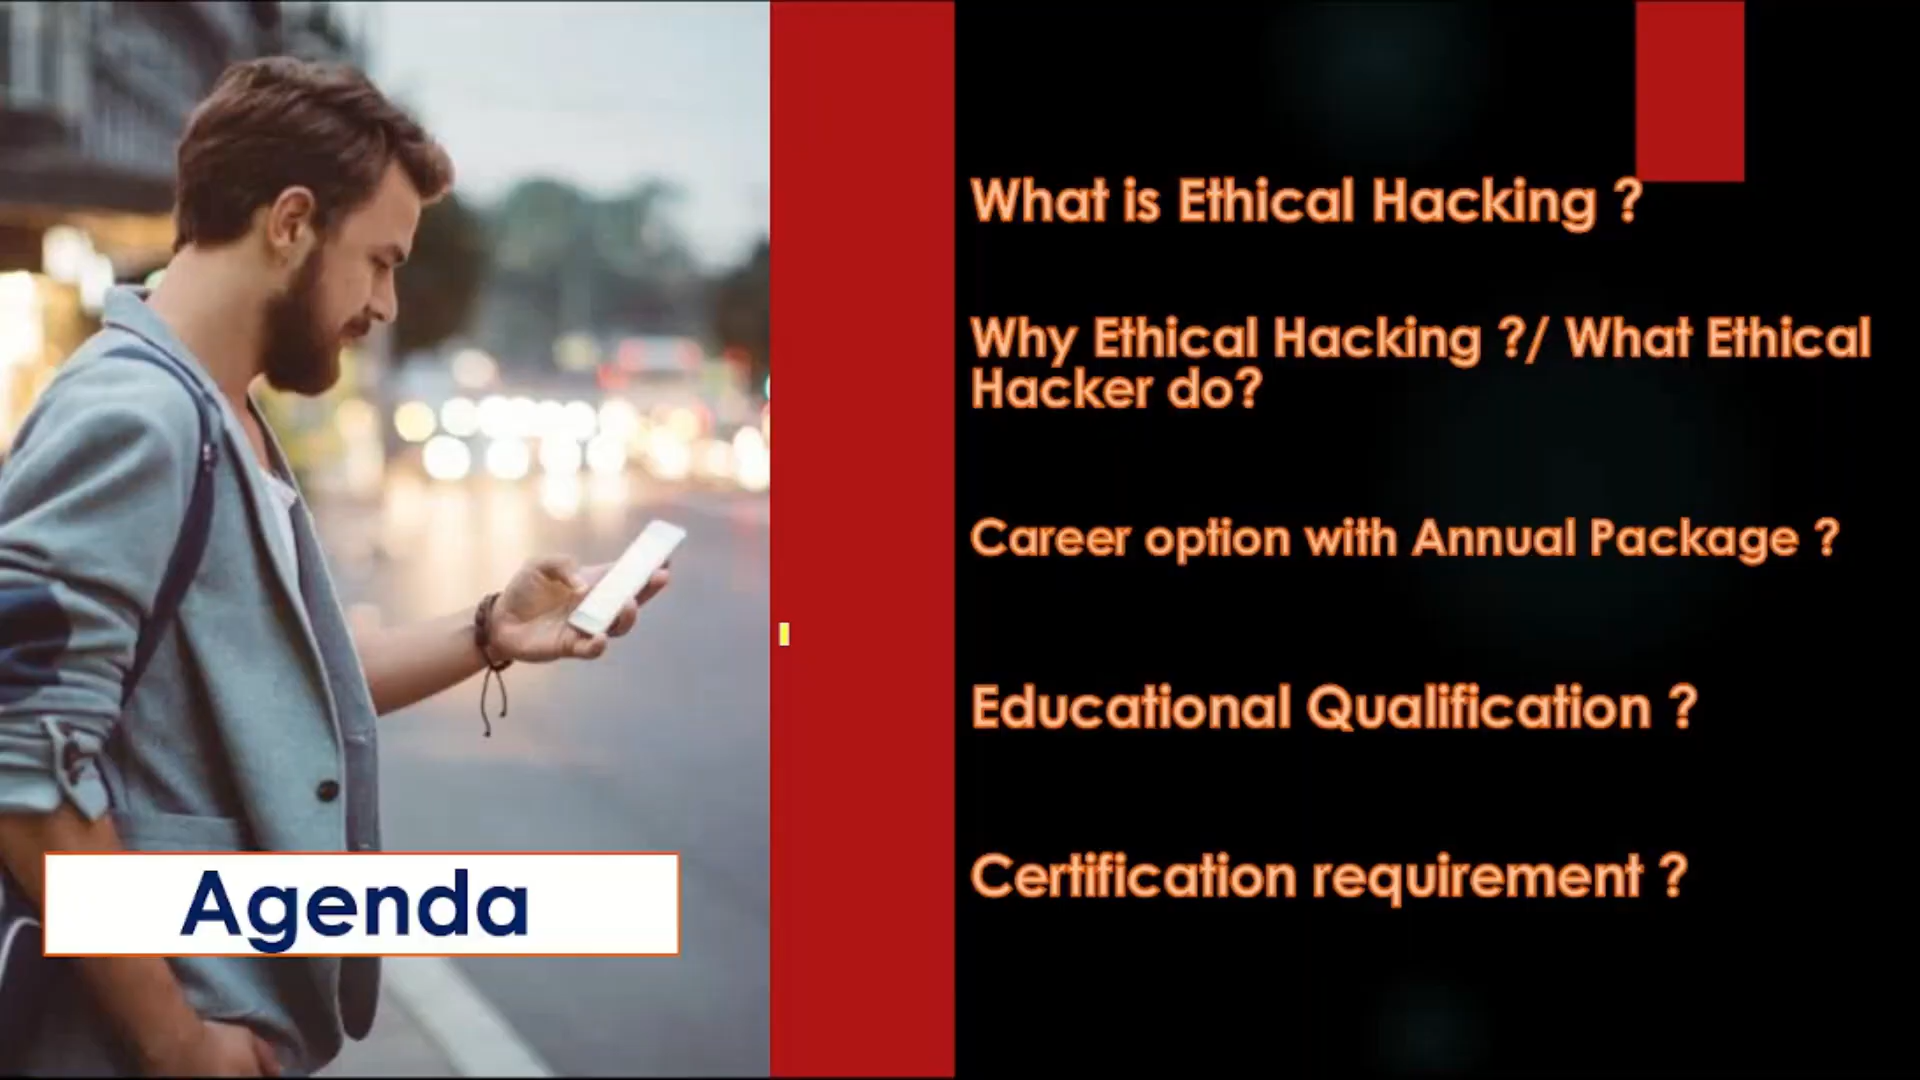 What is Ethical Hacking ?
Why Ethical Hacking ?/ What Ethical
Hacker do?
Career option with Annual Package ?
Educational Qualification ?
Certification requirement ?
Agenda